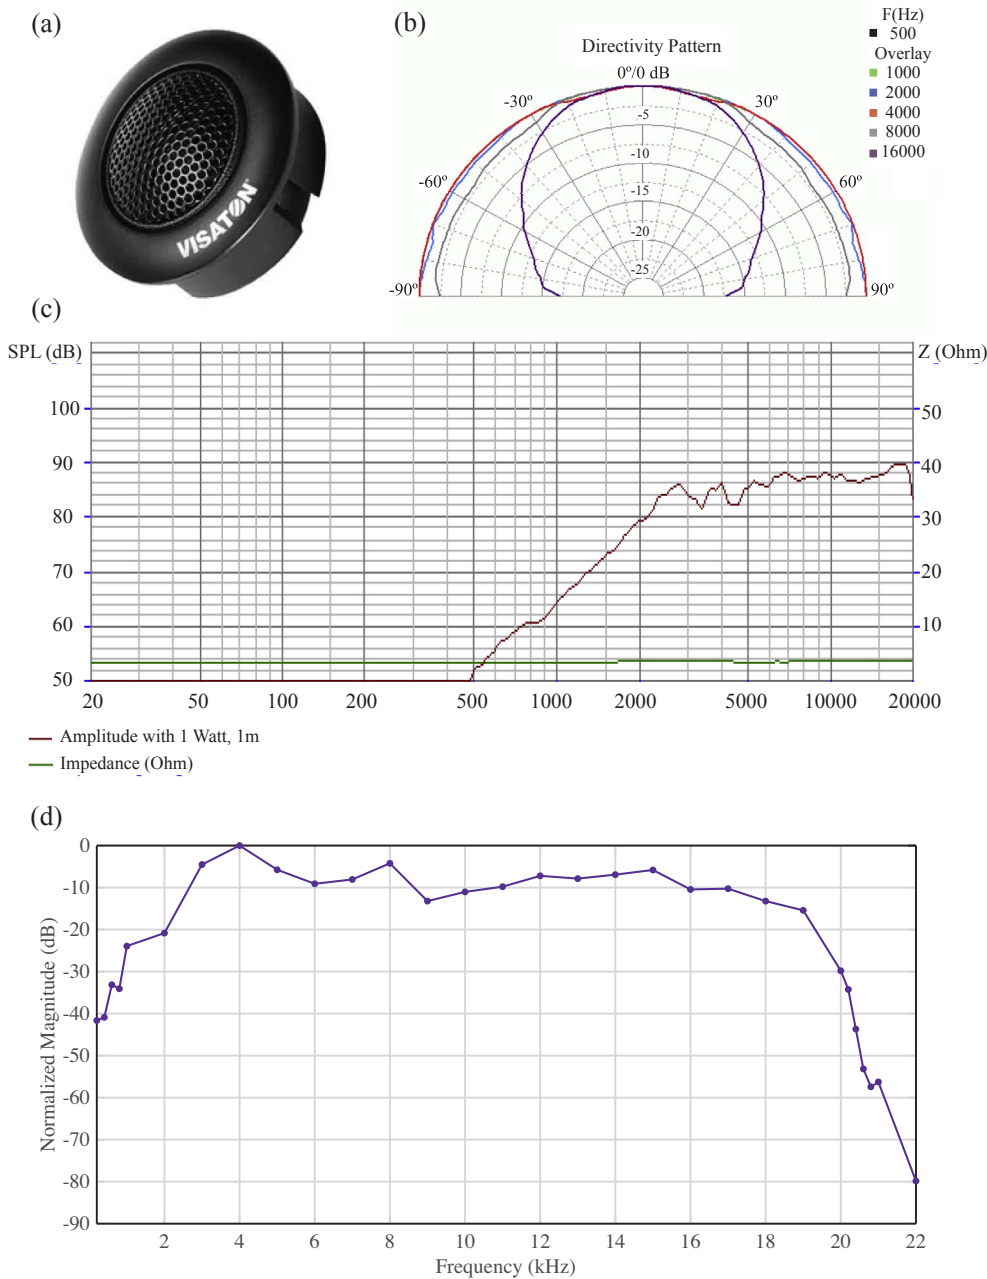 (a)
VISATON
(b)
Directivity Pattern
F(Hz)
500
Overlay
1000
2000
4000
8000
16000
0º/0 dB
-30º
30º
-60º
60º
-90º
90º
-5
-10
-15
-20
-25
(c)
SPL (dB)
Z (Ohm)
100
90
80
70
60
50
50
40
30
20
10
20 50 100 200 500 1000 2000 5000 10000 20000
Amplitude with 1 Watt, 1m
Impedance (Ohm)
(d)
Normalized Magnitude (dB)
0
-10
-20
-30
-40
-50
-60
-70
-80
-90
2 4 6 8 10 12 14 16 18 20 22
Frequency (kHz)